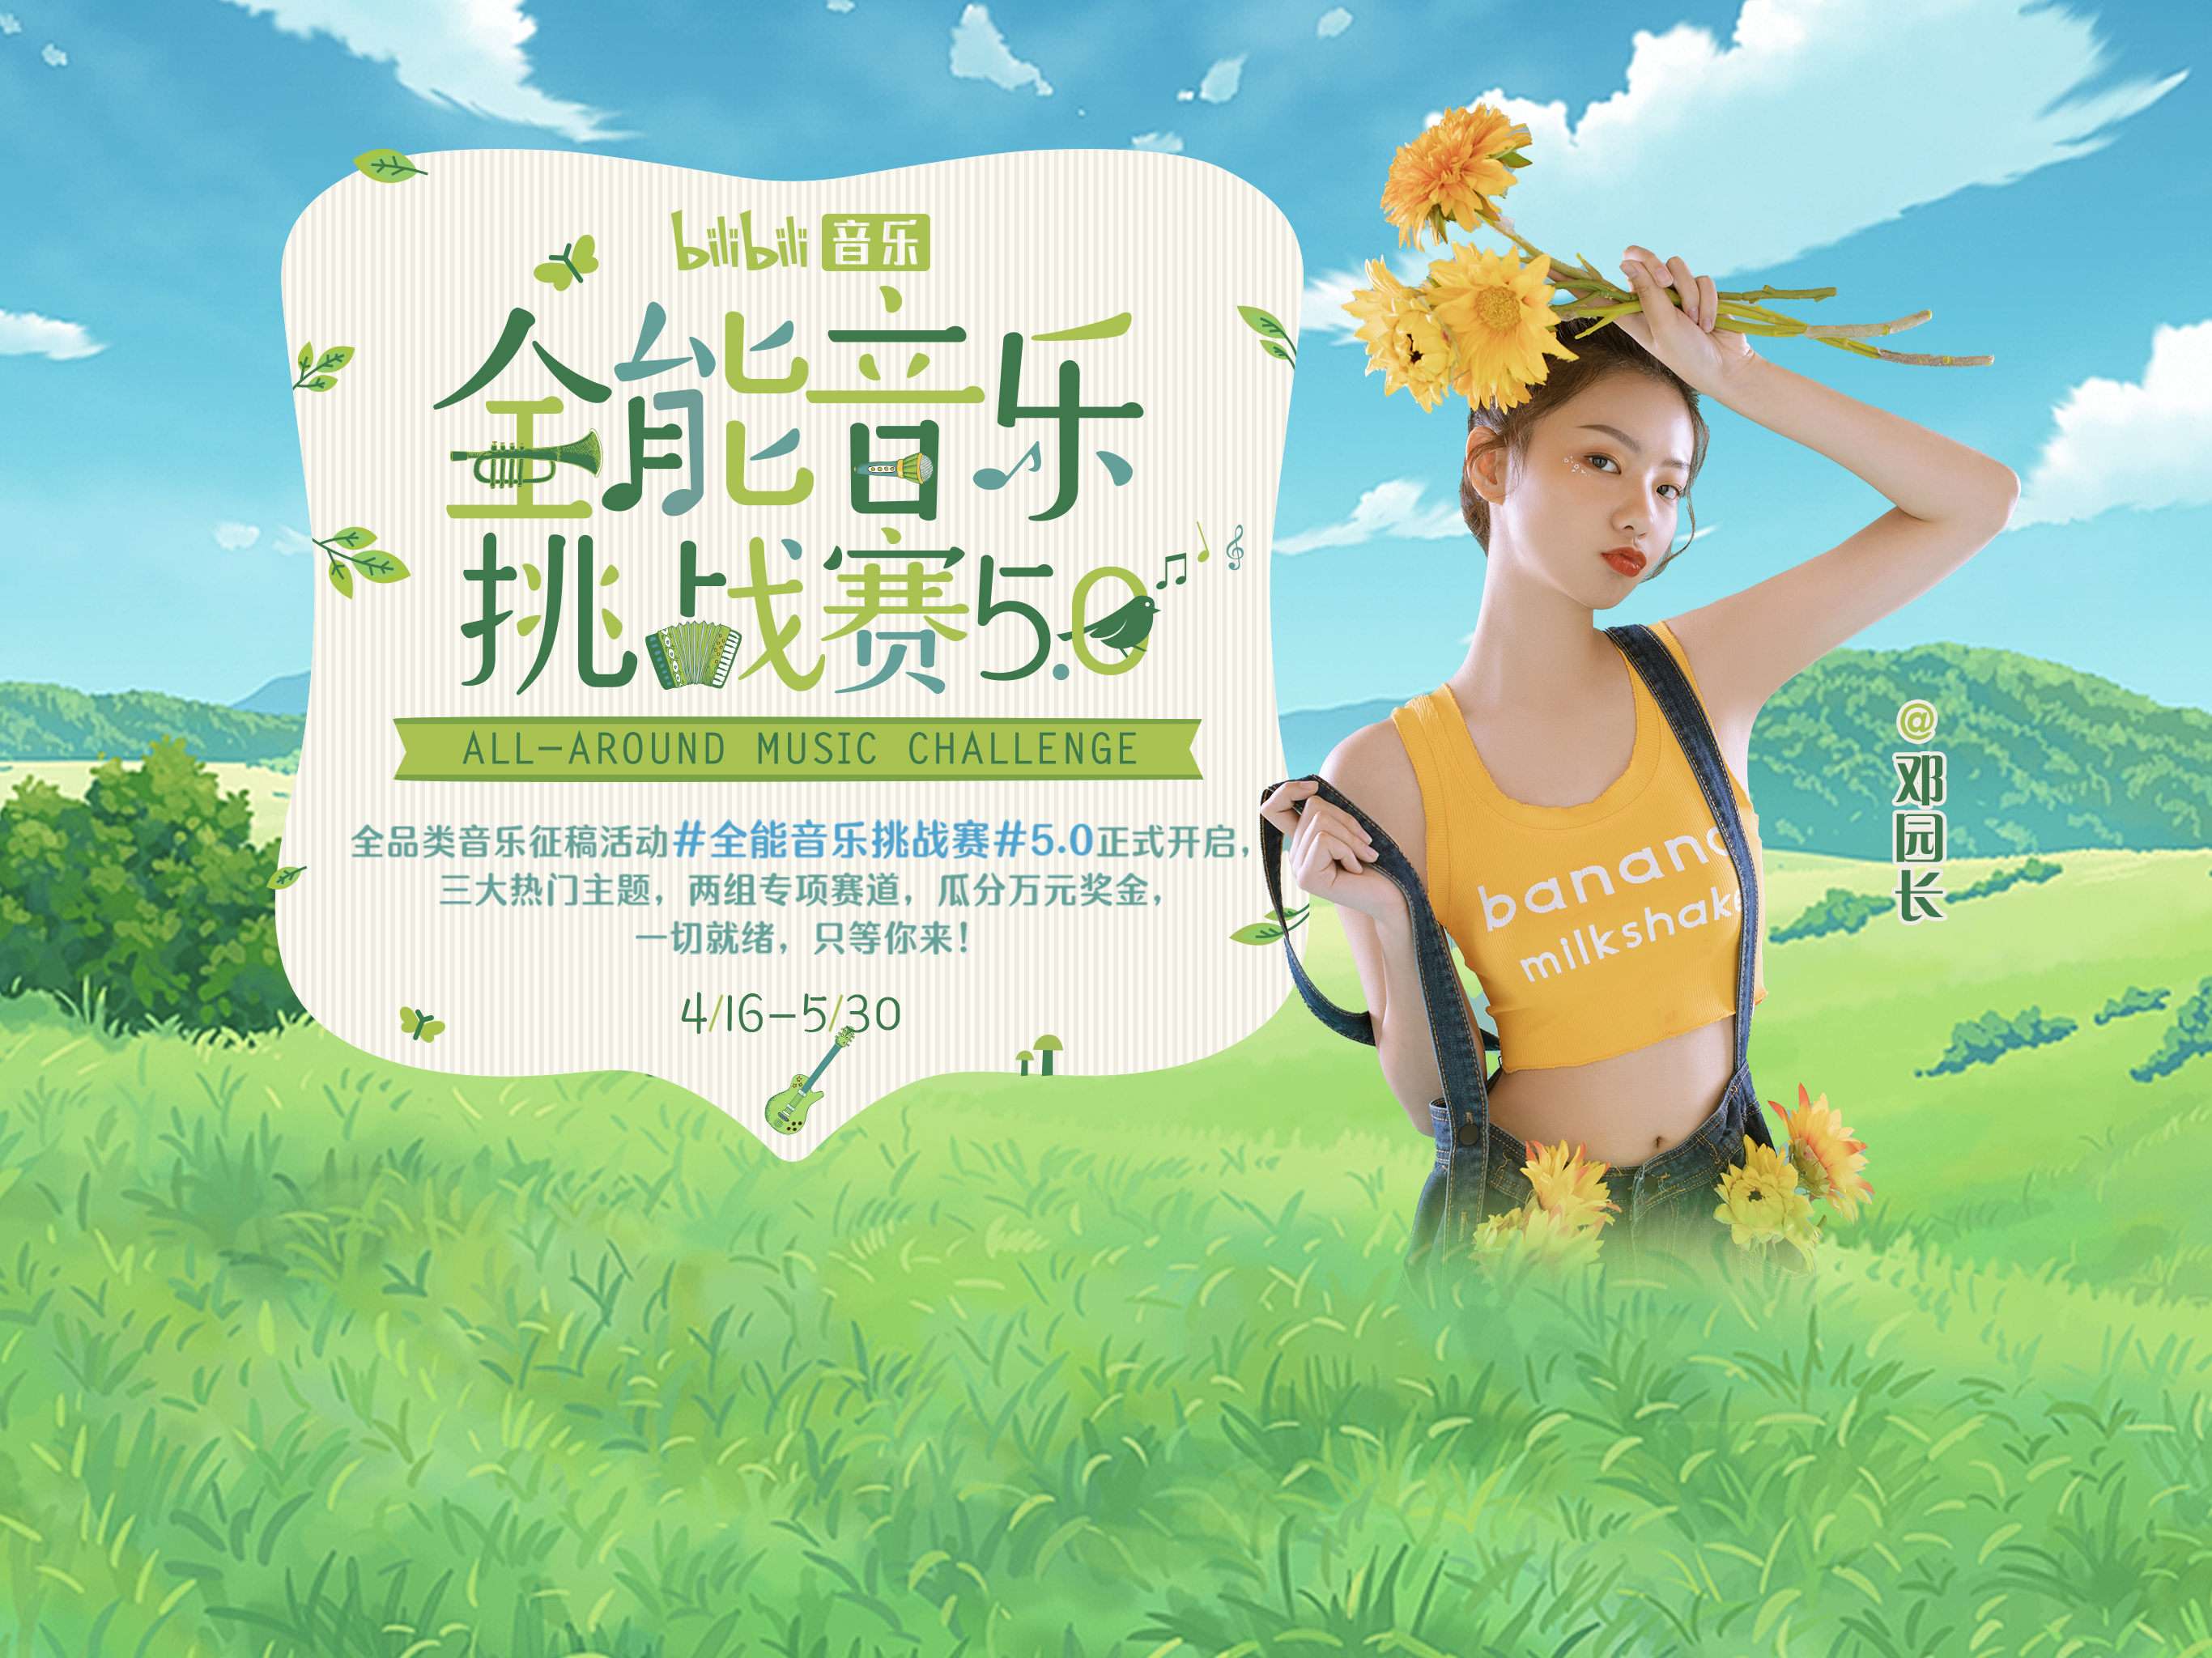 bilibili 音乐
全能音乐
挑战赛5.0
ALL-AROUND MUSIC CHALLENGE
全品类音乐征稿活动#全能音乐挑战赛#5.0正式开启，
三大热门主题，两组专项赛道，瓜分万元奖金，
一切就绪，只等你来！
4/16-5/30
banana
milkshake
@邓园长